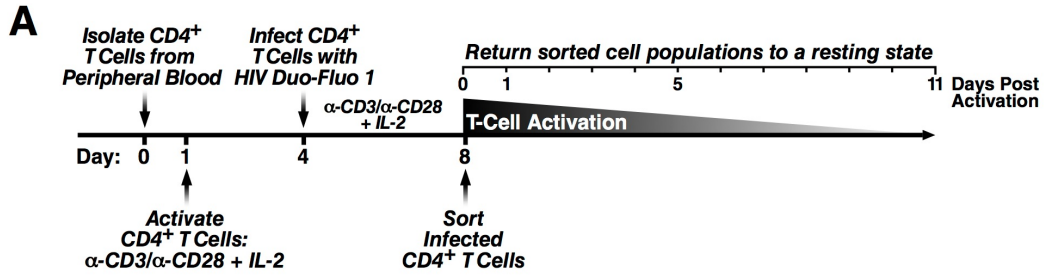 A
Isolate CD4+
T Cells from
Peripheral Blood
Infect CD4+
T Cells with
HIV Duo-Fluo 1
α-CD3/α-CD28
+ IL-2
Return sorted cell populations to a resting state
0 1 5 11
Days Post
Activation
T-Cell Activation
Day: 0 1 4 8
Activate
CD4+ T Cells:
α-CD3/α-CD28 + IL-2
Sort
Infected
CD4+ T Cells